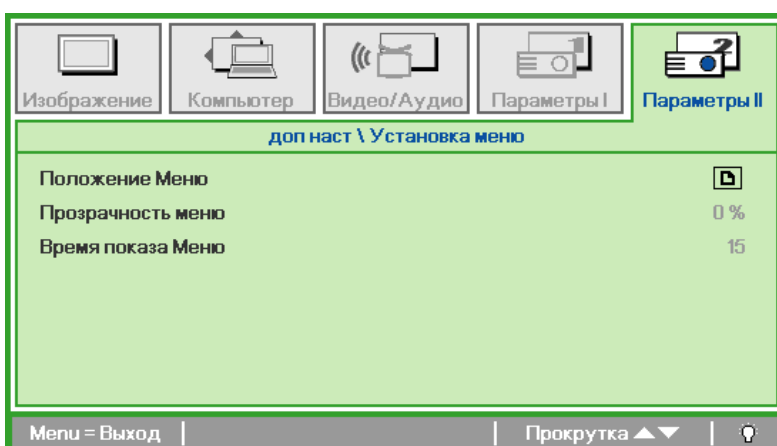 Изображение
Компьютер
Видео/Аудио
Параметры I
Параметры II
доп наст \ Установка меню
Положение Меню
Прозрачность меню 0 %
Время показа Меню 15
Menu = Выход Прокрутка